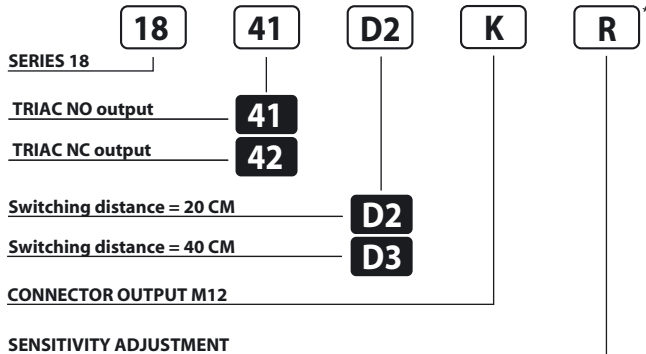 18 41 D2 K R*
SERIES 18
TRIAC NO output 41
TRIAC NC output 42
Switching distance = 20 CM D2
Switching distance = 40 CM D3
CONNECTOR OUTPUT M12
SENSITIVITY ADJUSTMENT